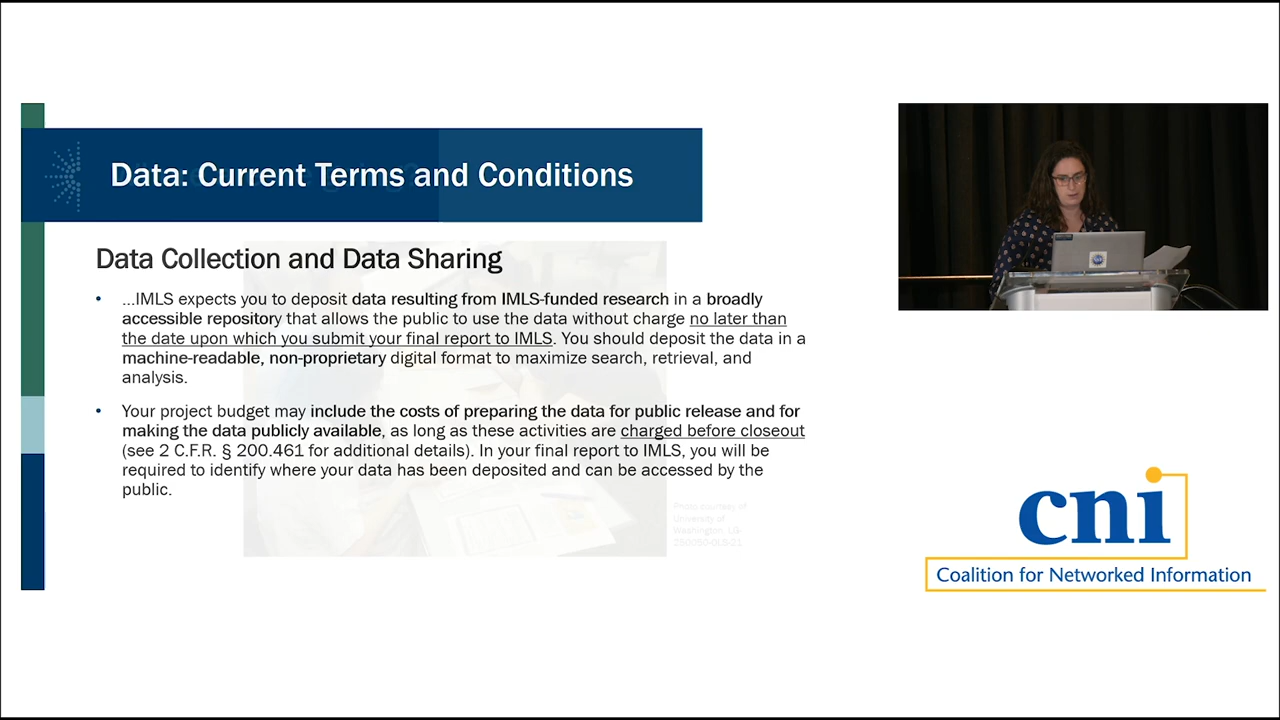 Data: Current Terms and Conditions
Data Collection and Data Sharing
• ...IMLS expects you to deposit data resulting from IMLS-funded research in a broadly
accessible repository that allows the public to use the data without charge no later than
the date upon which you submit your final report to IMLS. You should deposit the data in a
machine-readable, non-proprietary digital format to maximize search, retrieval, and
analysis.
• Your project budget may include the costs of preparing the data for public release and for
making the data publicly available, as long as these activities are charged before closeout
(see 2 C.F.R. § 200.461 for additional details). In your final report to IMLS, you will be
required to identify where your data has been deposited and can be accessed by the
public.
Photo courtesy of
University of
Washington, LG-
cni
Coalition for Networked Information